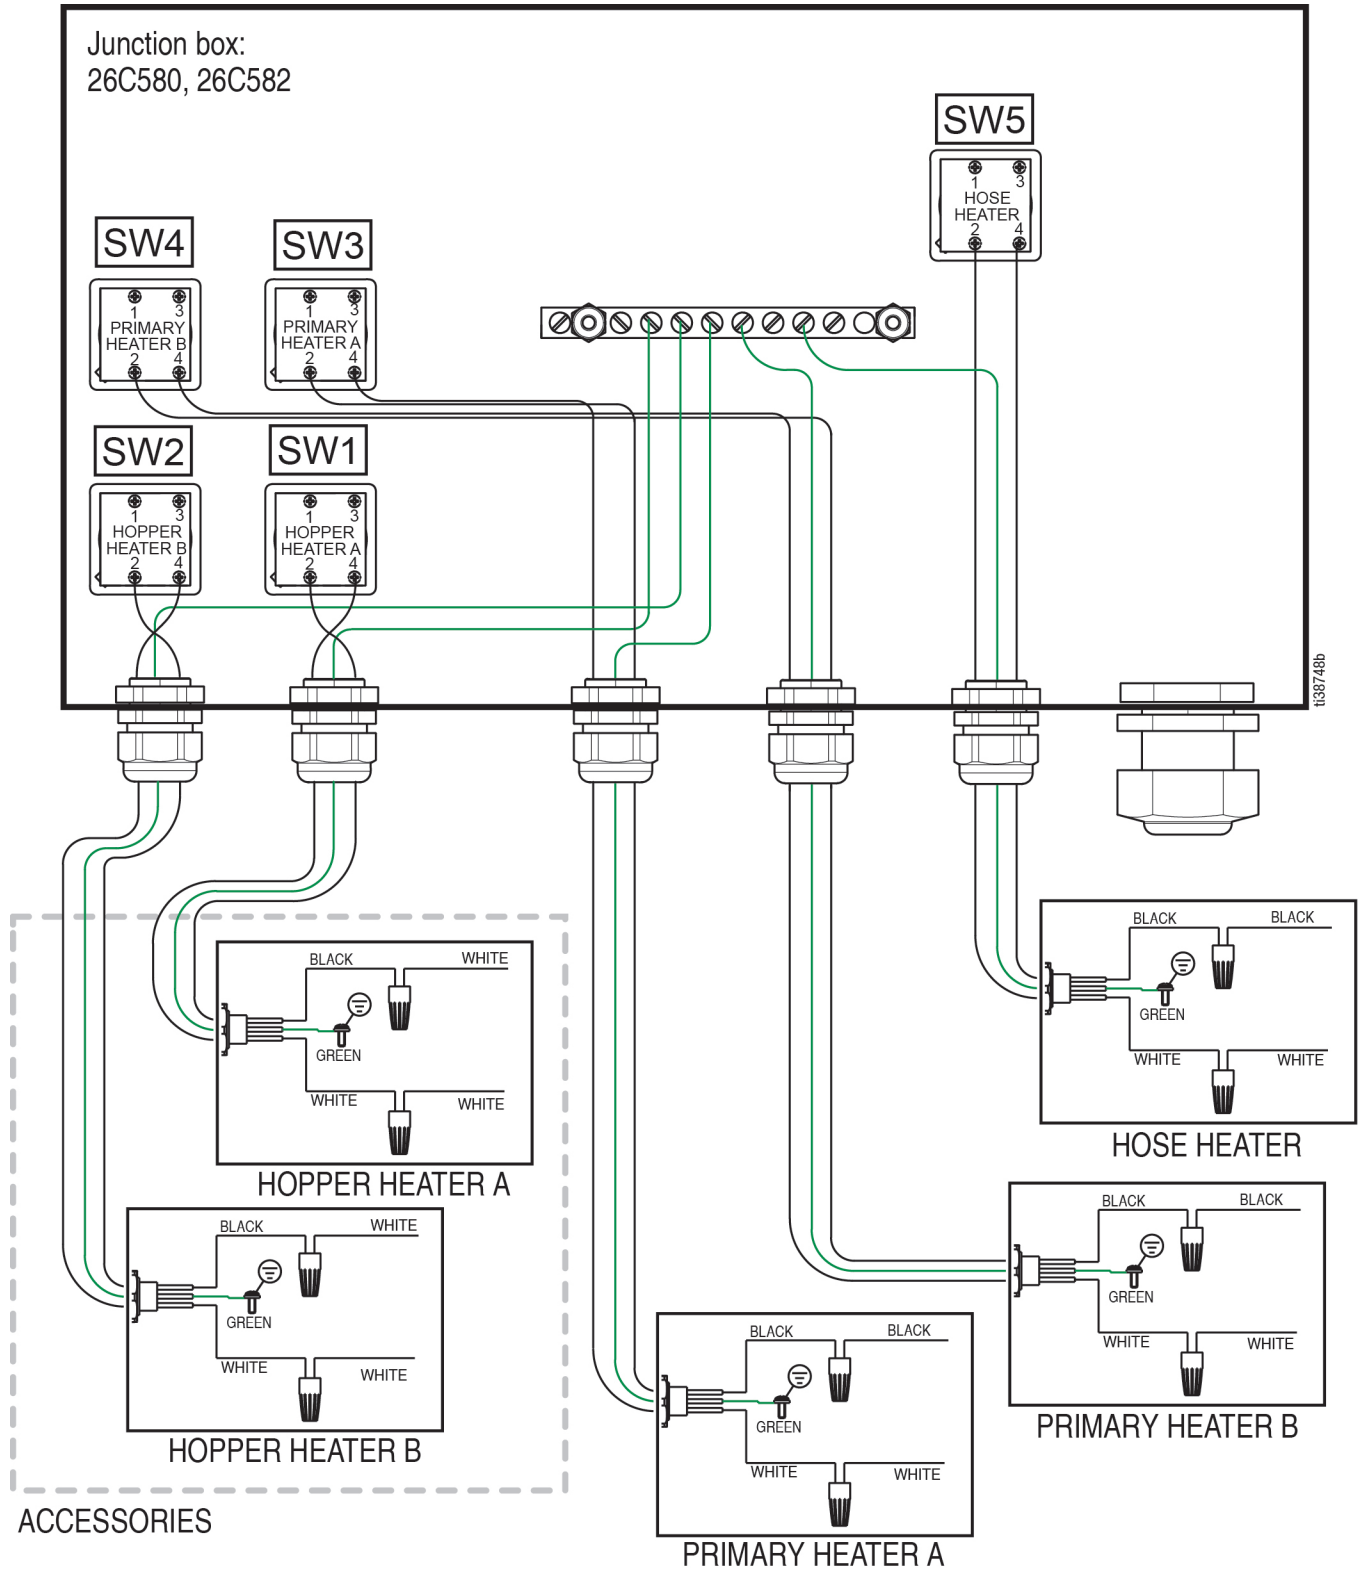 Junction box:
26C580, 26C582
SW5
1 3
HOSE
HEATER
2 4
SW4
1 3
PRIMARY
HEATER B
2 4
SW3
1 3
PRIMARY
HEATER A
2 4
SW2
1 3
HOPPER
HEATER B
2 4
SW1
1 3
HOPPER
HEATER A
2 4
ti38748b
BLACK BLACK
GREEN
WHITE WHITE
HOSE HEATER
BLACK WHITE
GREEN
WHITE WHITE
HOPPER HEATER A
BLACK WHITE
GREEN
WHITE WHITE
HOPPER HEATER B
BLACK BLACK
GREEN
WHITE WHITE
PRIMARY HEATER B
BLACK BLACK
GREEN
WHITE WHITE
PRIMARY HEATER A
ACCESSORIES